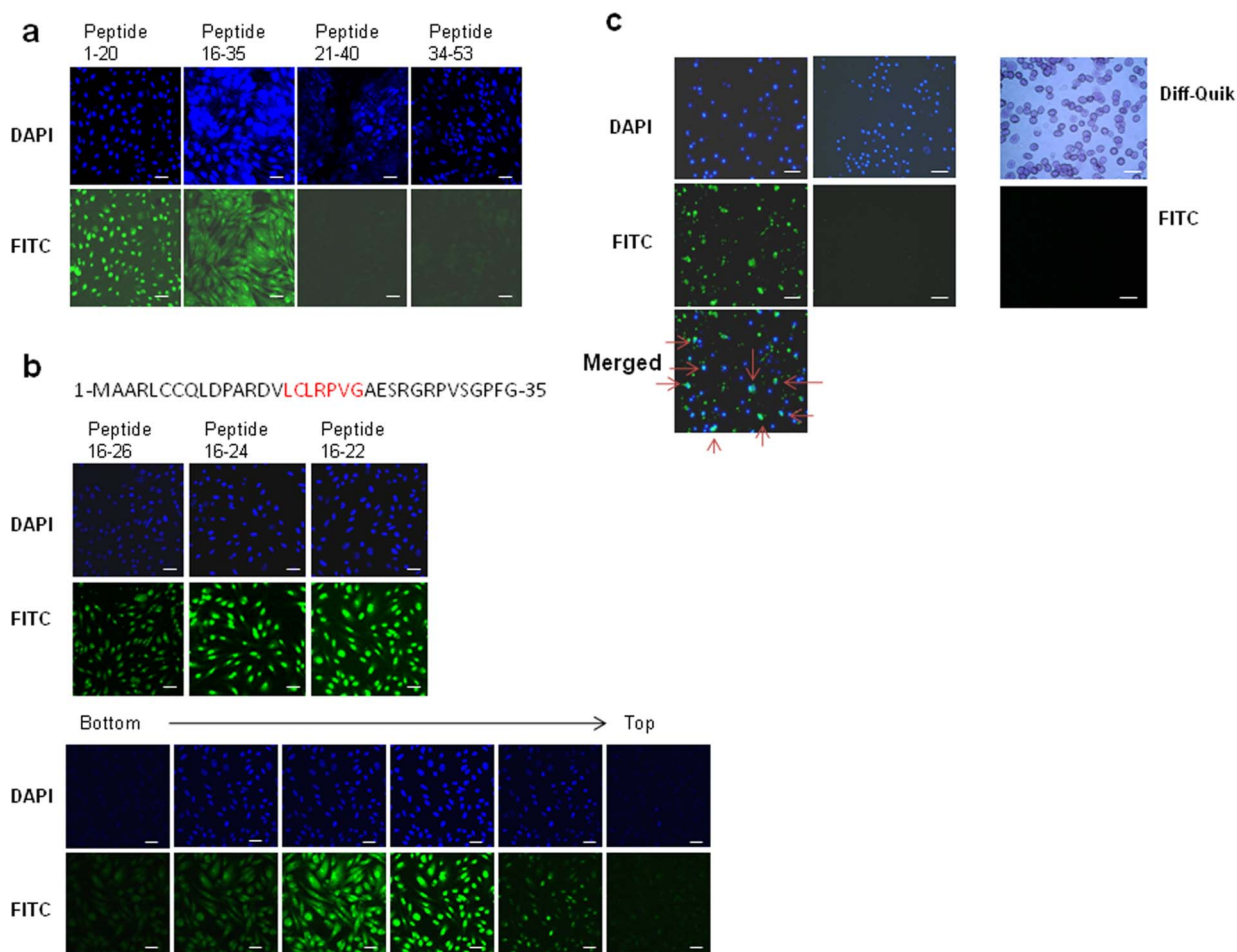 a
Peptide 1-20
Peptide 16-35
Peptide 21-40
Peptide 34-53
DAPI
FITC
b
1-MAARLCCQLDPARDVLCLRPVGAESRGRPVSGPFG-35
Peptide 16-26
Peptide 16-24
Peptide 16-22
DAPI
FITC
Bottom
Top
DAPI
FITC
c
DAPI
Diff-Quik
FITC
FITC
Merged